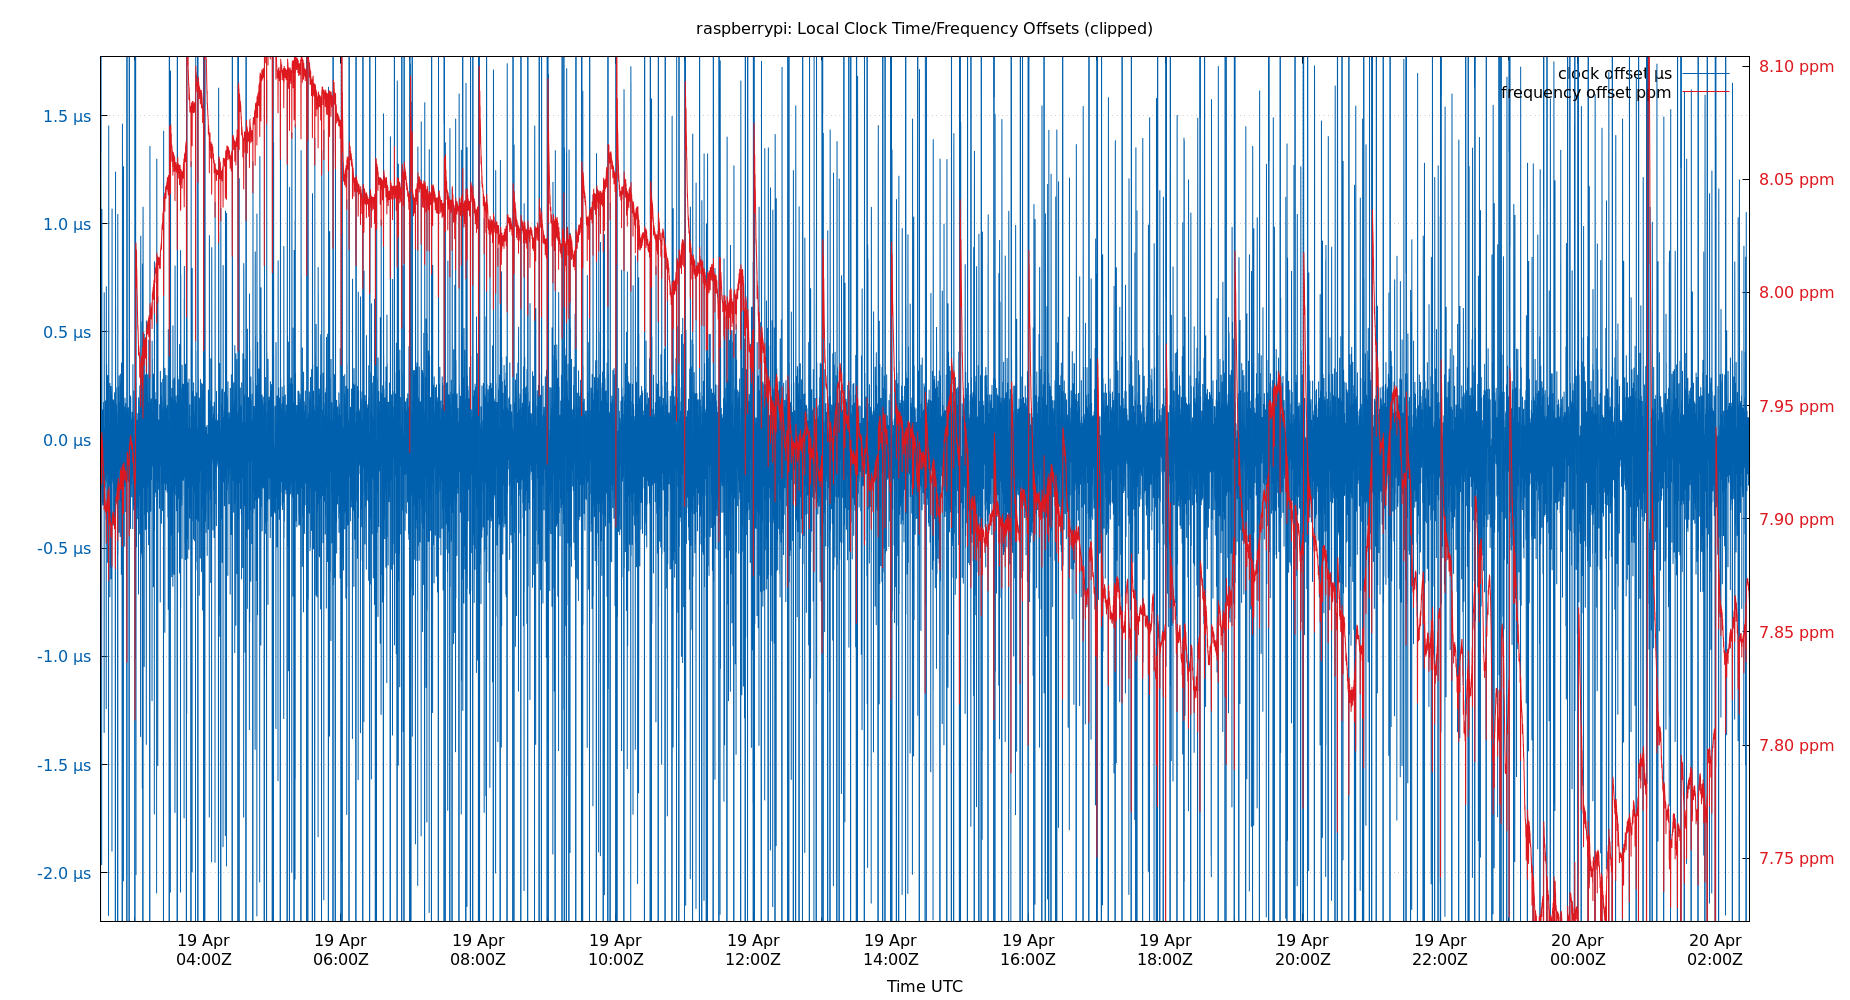 raspberrypi: Local Clock Time/Frequency Offsets (clipped)
clock offset µs
frequency offset ppm
1.5 µs
1.0 µs
0.5 µs
0.0 µs
-0.5 µs
-1.0 µs
-1.5 µs
-2.0 µs
8.10 ppm
8.05 ppm
8.00 ppm
7.95 ppm
7.90 ppm
7.85 ppm
7.80 ppm
7.75 ppm
19 Apr
04:00Z
19 Apr
06:00Z
19 Apr
08:00Z
19 Apr
10:00Z
19 Apr
12:00Z
19 Apr
14:00Z
19 Apr
16:00Z
19 Apr
18:00Z
19 Apr
20:00Z
19 Apr
22:00Z
20 Apr
00:00Z
20 Apr
02:00Z
Time UTC